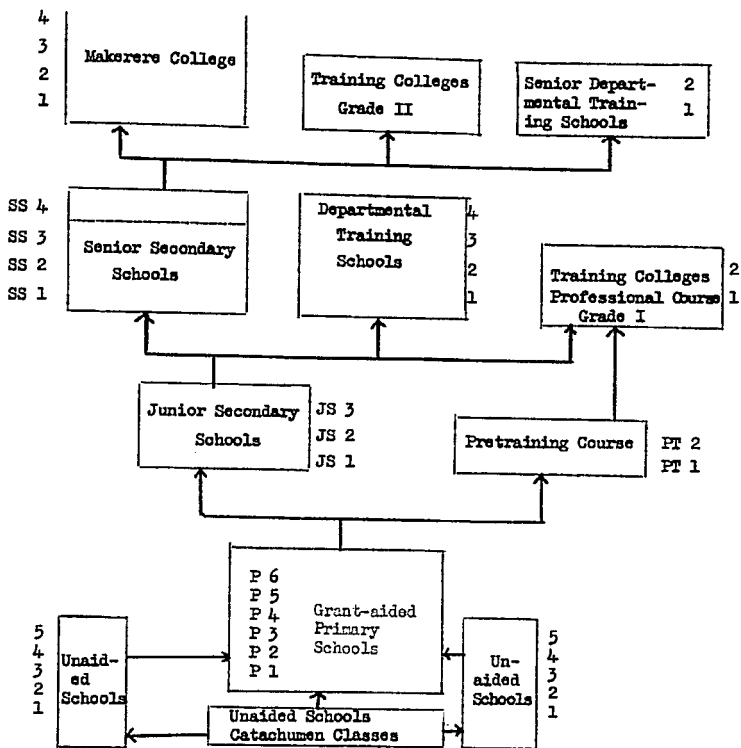 4
3
2
1
Makerere College
Training Colleges
Grade II
Senior Depart-
mental Train-
ing Schools
2
1
SS 4
SS 3
SS 2
SS 1
Senior Secondary
Schools
Departmental
Training
Schools
4
3
2
1
Training Colleges
Professional Course
Grade I
2
1
Junior Secondary
Schools
JS 3
JS 2
JS 1
Pretraining Course
PT 2
PT 1
P 6
P 5
P 4
P 3
P 2
P 1
Grant-aided
Primary
Schools
5
4
3
2
1
Unaid-
ed
Schools
Un-
aided
Schools
5
4
3
2
1
Unaided Schools
Catachumen Classes